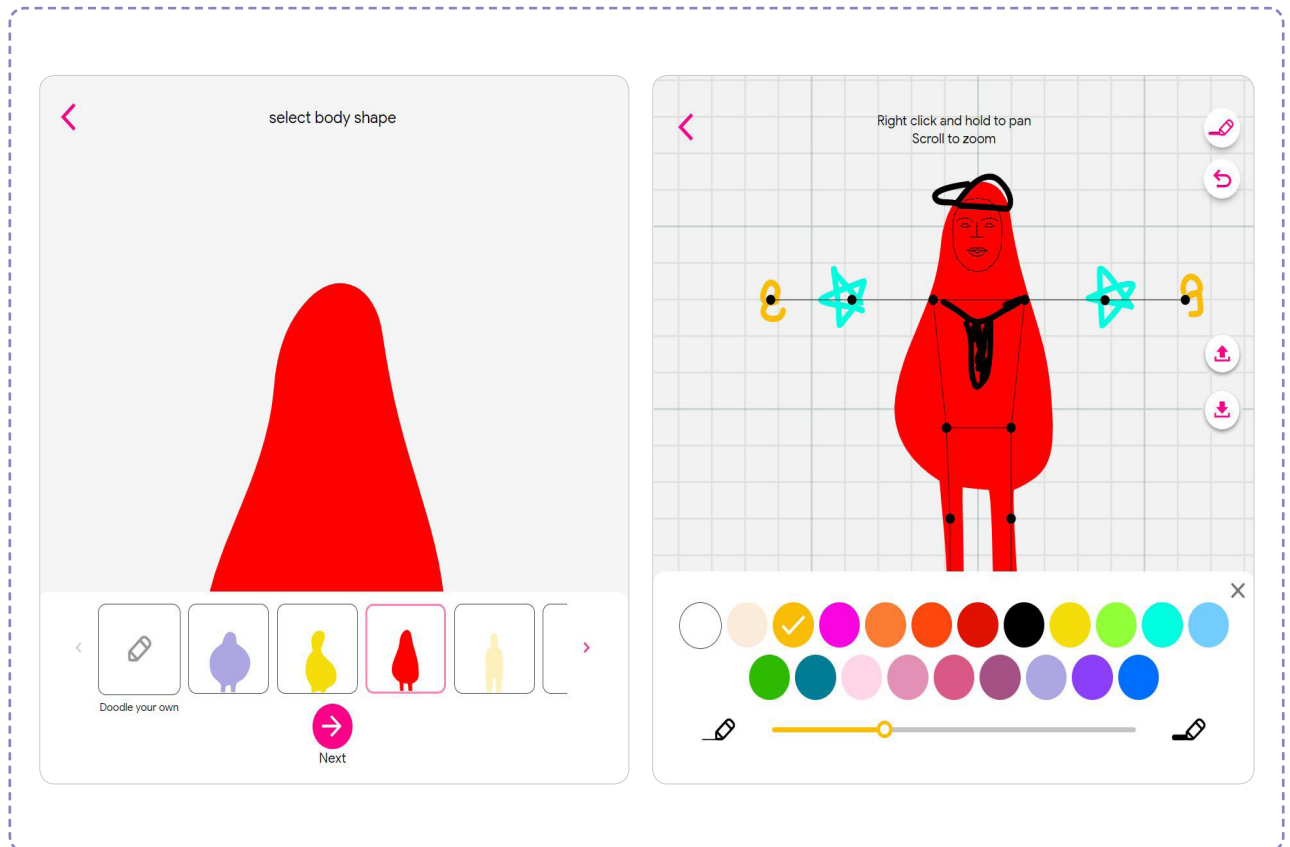 select body shape
Doodle your own
Next
Right click and hold to pan
Scroll to zoom